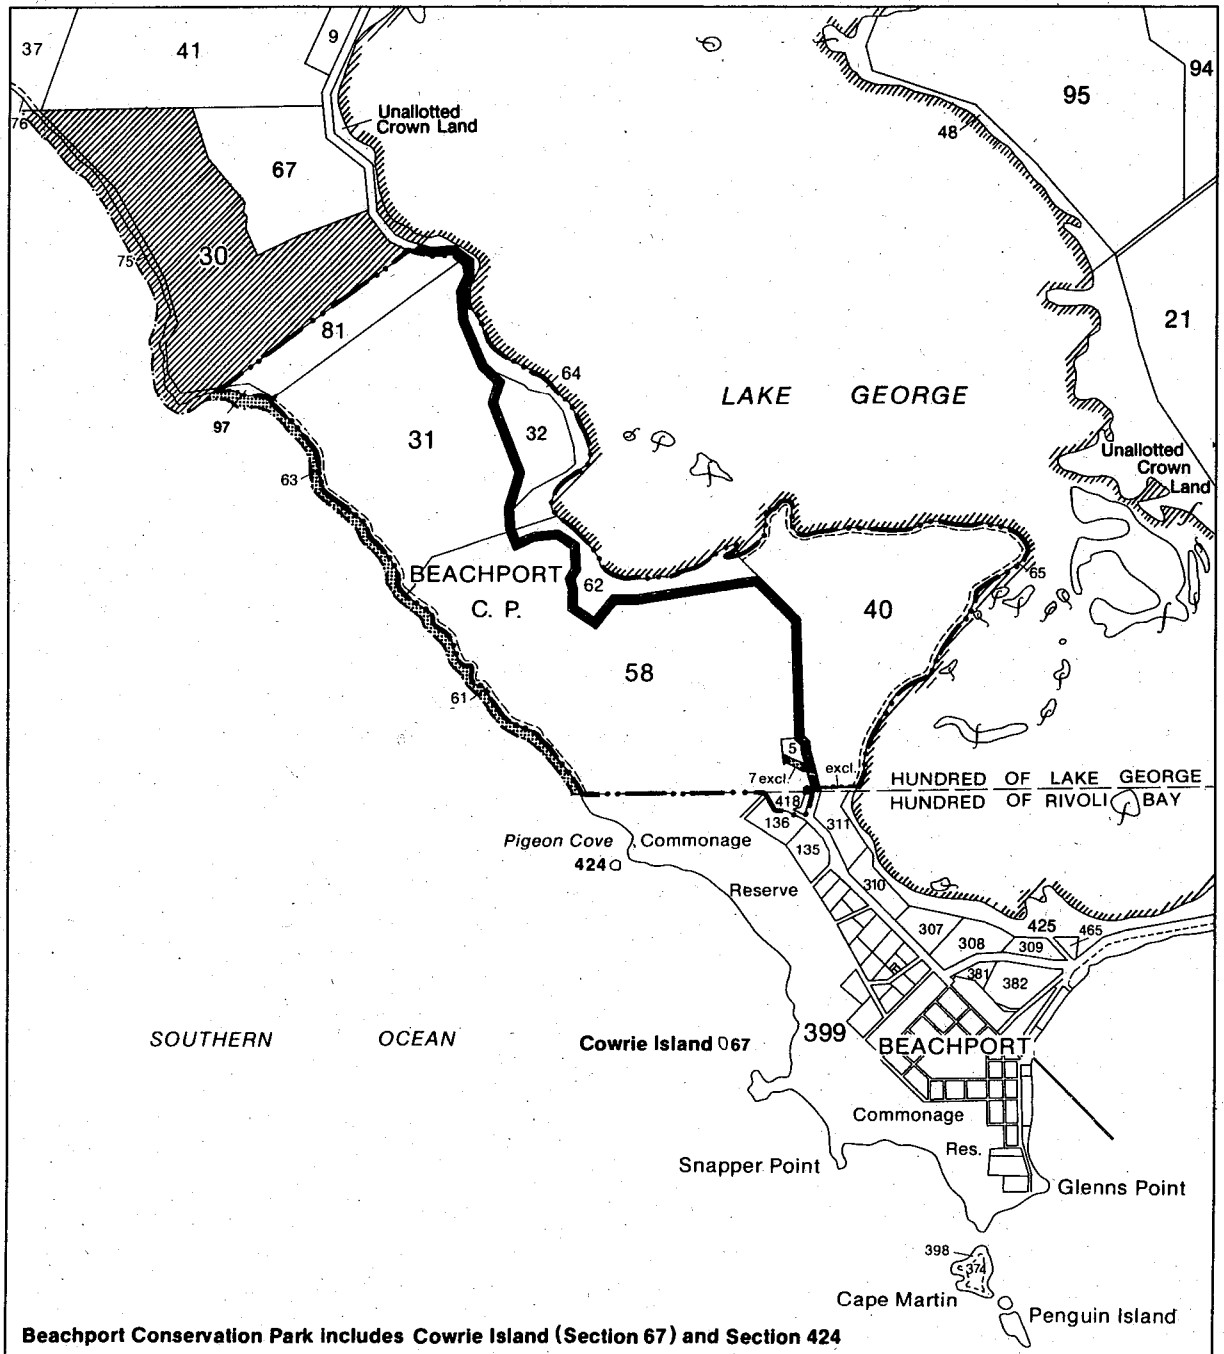 37
41
9
94
95
Unallotted
Crown Land
76
48
67
30
75
21
81
64
LAKE GEORGE
97
32
31
Unallotted
Crown
Land
63
BEACHPORT
C. P.
62
65
40
58
61
5
7 excl.
excl.
HUNDRED OF LAKE GEORGE
HUNDRED OF RIVOLI BAY
418
136
311
Pigeon Cove
Commonage
135
424
Reserve
310
307
425
465
308
309
381
382
SOUTHERN OCEAN
Cowrie Island 67
399
BEACHPORT
Commonage
Res.
Snapper Point
Glenns Point
398
374
Cape Martin
Penguin Island
Beachport Conservation Park includes Cowrie Island (Section 67) and Section 424